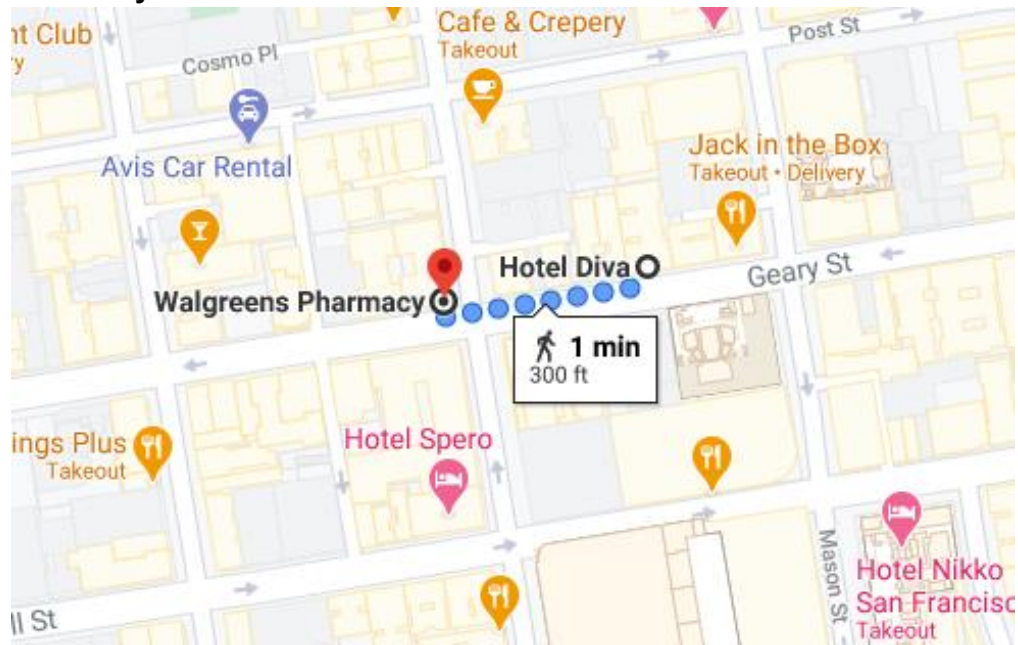 nt Club
y
Cosmo Pl
Cafe & Crepery
Takeout
Post St
Avis Car Rental
Jack in the Box
Takeout • Delivery
Walgreens Pharmacy
Hotel Diva
Geary St
1 min
300 ft
ings Plus
Takeout
Hotel Spero
Mason St
Hotel Nikko
San Francisc
Takeout
ll St